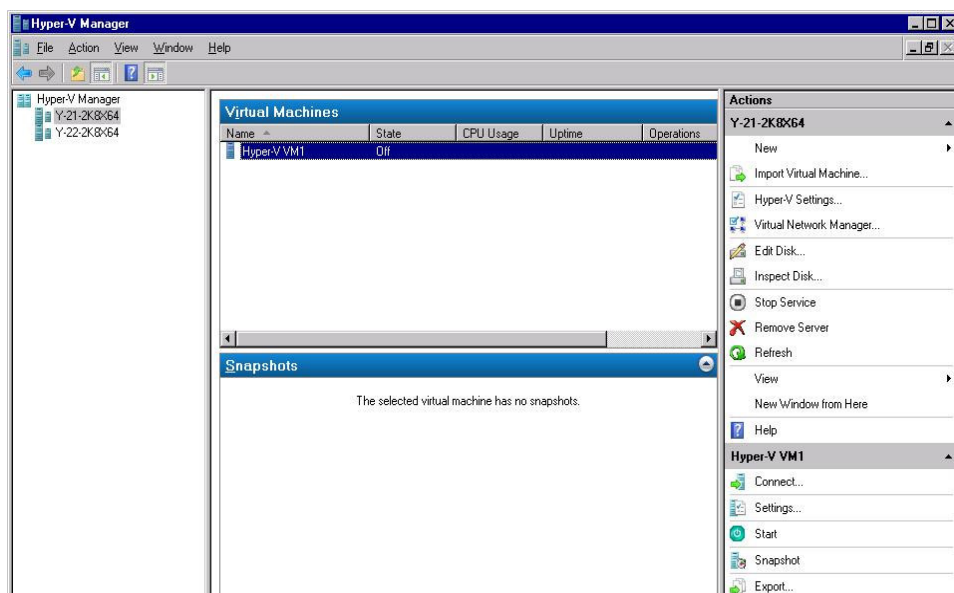 Hyper-V Manager
File Action View Window Help
Hyper-V Manager
Y-21-2K8X64
Y-22-2K8X64
Virtual Machines
Name State CPU Usage Uptime Operations
Hyper-V VM1 Off
Snapshots
The selected virtual machine has no snapshots.
Actions
Y-21-2K8X64
New
Import Virtual Machine...
Hyper-V Settings...
Virtual Network Manager...
Edit Disk...
Inspect Disk...
Stop Service
Remove Server
Refresh
View
New Window from Here
Help
Hyper-V VM1
Connect...
Settings...
Start
Snapshot
Export...